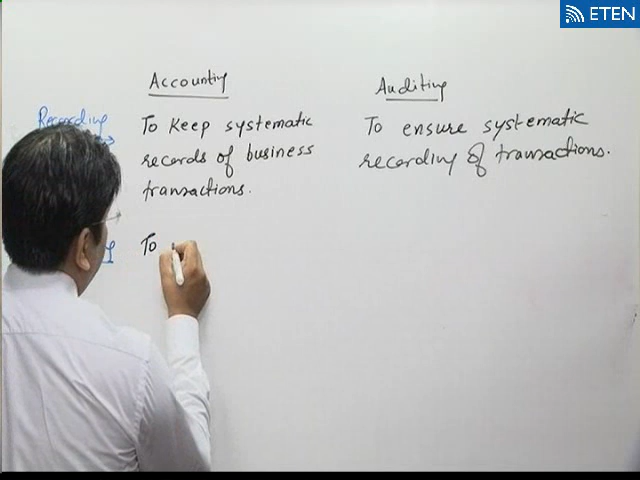 ETEN
Accounting
Auditing
Recording
To Keep systematic
records of business
transactions.
To ensure systematic
recording of transactions.
To